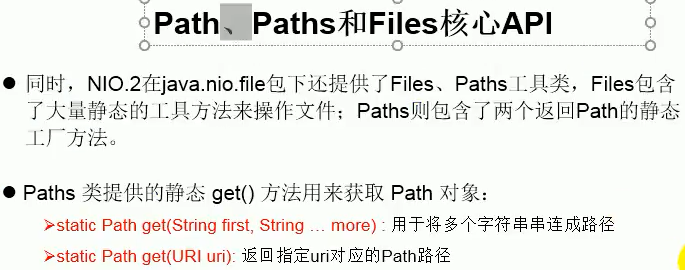 Path、Paths和Files核心API
● 同时，NIO.2在java.nio.file包下还提供了Files、Paths工具类，Files包含
了大量静态的工具方法来操作文件；Paths则包含了两个返回Path的静态
工厂方法。
● Paths 类提供的静态 get() 方法用来获取 Path 对象：
➢static Path get(String first, String … more) : 用于将多个字符串串连成路径
➢static Path get(URI uri): 返回指定uri对应的Path路径